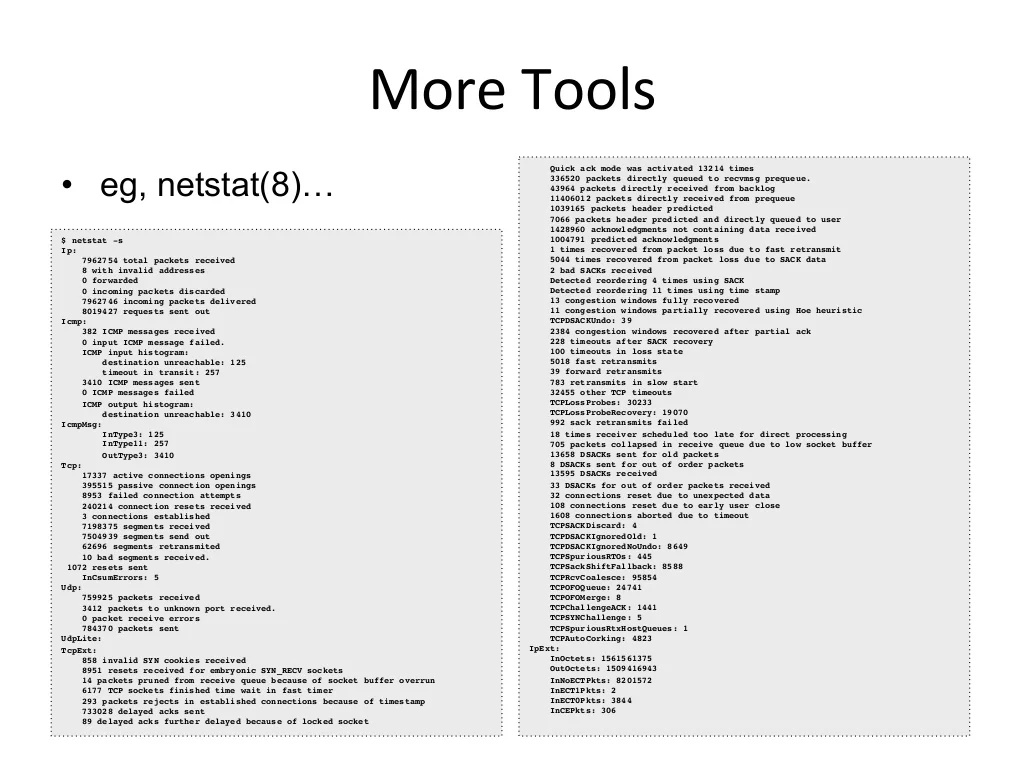 More Tools
• eg, netstat(8)…
$ netstat -s
Ip:
    7962754 total packets received
    8 with invalid addresses
    0 forwarded
    0 incoming packets discarded
    7962746 incoming packets delivered
    8019427 requests sent out
Icmp:
    382 ICMP messages received
    0 input ICMP message failed.
    ICMP input histogram:
        destination unreachable: 125
        timeout in transit: 257
    3410 ICMP messages sent
    0 ICMP messages failed
    ICMP output histogram:
        destination unreachable: 3410
IcmpMsg:
        InType3: 125
        InType11: 257
        OutType3: 3410
Tcp:
    17337 active connections openings
    395515 passive connection openings
    8953 failed connection attempts
    240214 connection resets received
    3 connections established
    7198375 segments received
    7504939 segments send out
    62696 segments retransmited
    10 bad segments received.
 1072 resets sent
    InCsumErrors: 5
Udp:
    759925 packets received
    3412 packets to unknown port received.
    0 packet receive errors
    784370 packets sent
UdpLite:
TcpExt:
    858 invalid SYN cookies received
    8951 resets received for embryonic SYN_RECV sockets
    14 packets pruned from receive queue because of socket buffer overrun
    6177 TCP sockets finished time wait in fast timer
    293 packets rejects in established connections because of timestamp
    733028 delayed acks sent
    89 delayed acks further delayed because of locked socket
    Quick ack mode was activated 13214 times
    336520 packets directly queued to recvmsg prequeue.
    43964 packets directly received from backlog
    11406012 packets directly received from prequeue
    1039165 packets header predicted
    7066 packets header predicted and directly queued to user
    1428960 acknowledgments not containing data received
    1004791 predicted acknowledgments
    1 times recovered from packet loss due to fast retransmit
    5044 times recovered from packet loss due to SACK data
    2 bad SACKs received
    Detected reordering 4 times using SACK
    Detected reordering 11 times using time stamp
    13 congestion windows fully recovered
    11 congestion windows partially recovered using Hoe heuristic
    TCPDSACKUndo: 39
    2384 congestion windows recovered after partial ack
    228 timeouts after SACK recovery
    100 timeouts in loss state
    5018 fast retransmits
    39 forward retransmits
    783 retransmits in slow start
    32455 other TCP timeouts
    TCPLossProbes: 30233
    TCPLossProbeRecovery: 19070
    992 sack retransmits failed
    18 times receiver scheduled too late for direct processing
    705 packets collapsed in receive queue due to low socket buffer
    13658 DSACKs sent for old packets
    8 DSACKs sent for out of order packets
    13595 DSACKs received
    33 DSACKs for out of order packets received
    32 connections reset due to unexpected data
    108 connections reset due to early user close
    1608 connections aborted due to timeout
    TCPSACKDiscard: 4
    TCPDSACKIgnoredOld: 1
    TCPDSACKIgnoredNoUndo: 8649
    TCPSpuriousRTOs: 445
    TCPSackShiftFallback: 8588
    TCPRcvCoalesce: 95854
    TCPOFOQueue: 24741
    TCPOFOMerge: 8
    TCPChallengeACK: 1441
    TCPSYNChallenge: 5
    TCPSpuriousRtxHostQueues: 1
    TCPAutoCorking: 4823
IpExt:
    InOctets: 1561561375
    OutOctets: 1509416943
    InNoECTPkts: 8201572
    InECT1Pkts: 2
    InECT0Pkts: 3844
    InCEPkts: 306